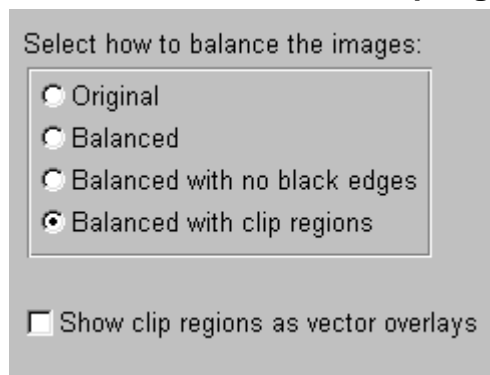 Select how to balance the images:
Original
Balanced
Balanced with no black edges
Balanced with clip regions
Show clip regions as vector overlays